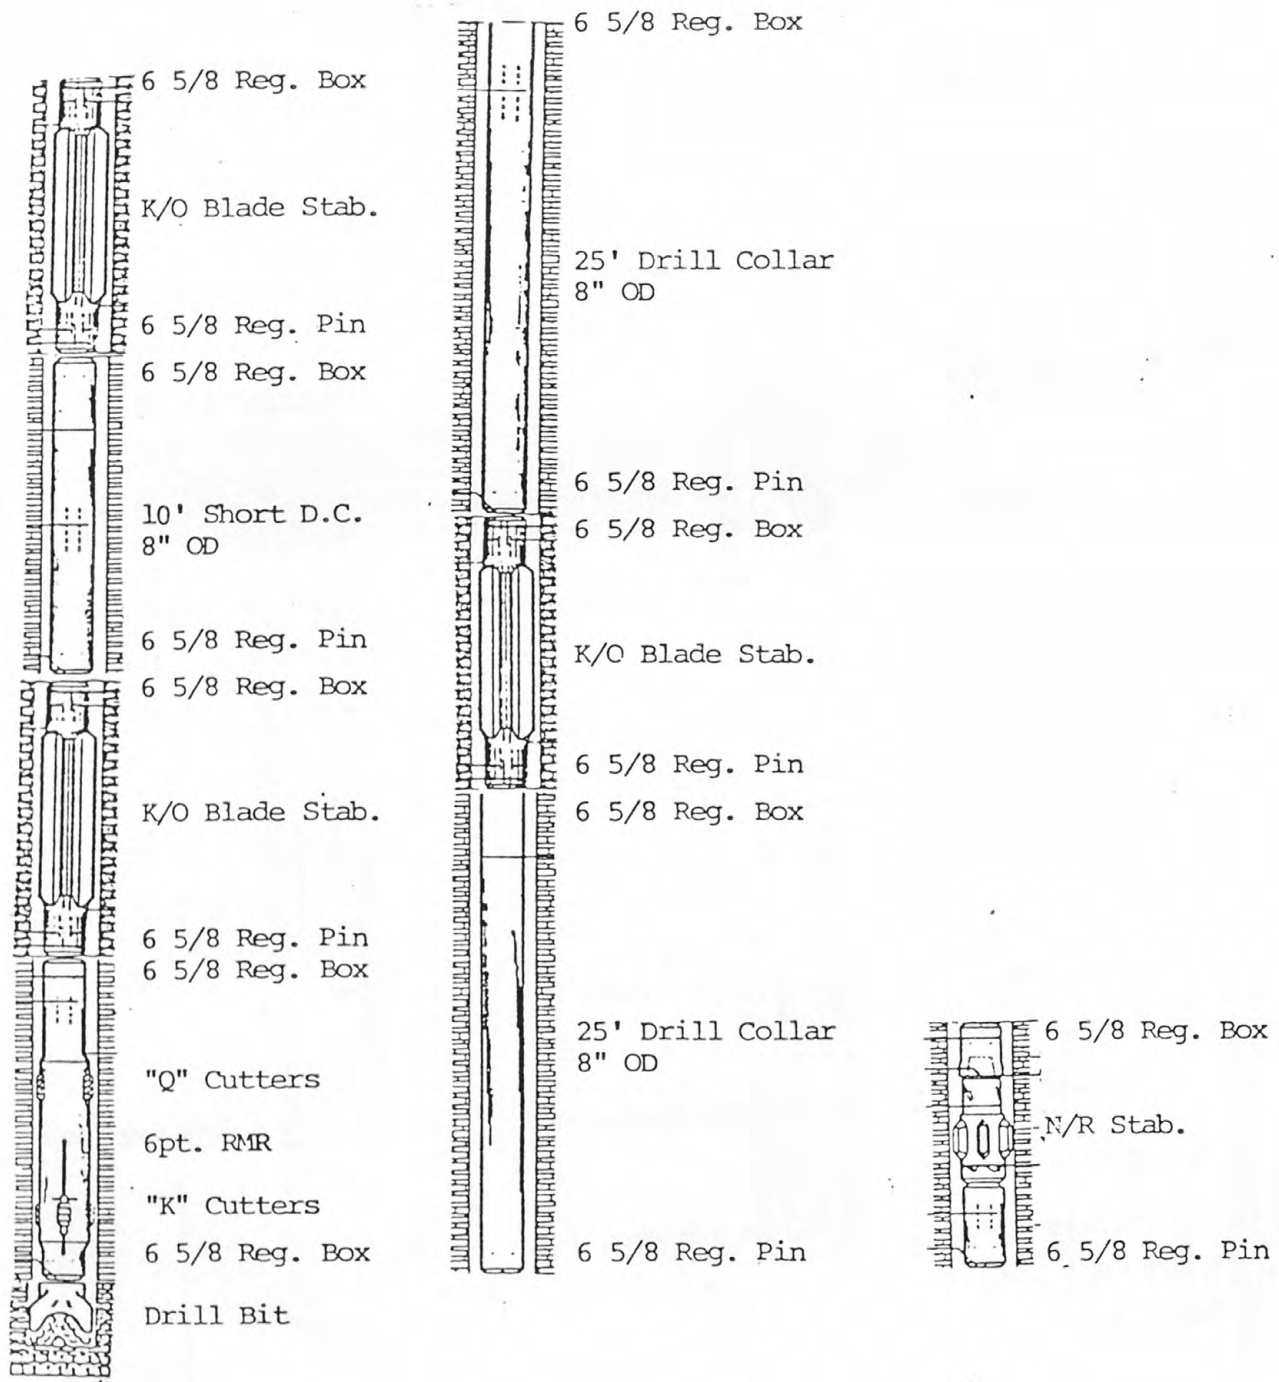 6 5/8 Reg. Box
K/O Blade Stab.
6 5/8 Reg. Pin
6 5/8 Reg. Box
10' Short D.C.
8" OD
6 5/8 Reg. Pin
6 5/8 Reg. Box
K/O Blade Stab.
6 5/8 Reg. Pin
6 5/8 Reg. Box
"Q" Cutters
6pt. RMR
"K" Cutters
6 5/8 Reg. Box
Drill Bit
6 5/8 Reg. Box
25' Drill Collar
8" OD
6 5/8 Reg. Pin
6 5/8 Reg. Box
K/O Blade Stab.
6 5/8 Reg. Pin
6 5/8 Reg. Box
25' Drill Collar
8" OD
6 5/8 Reg. Pin
6 5/8 Reg. Box
N/R Stab.
6 5/8 Reg. Pin